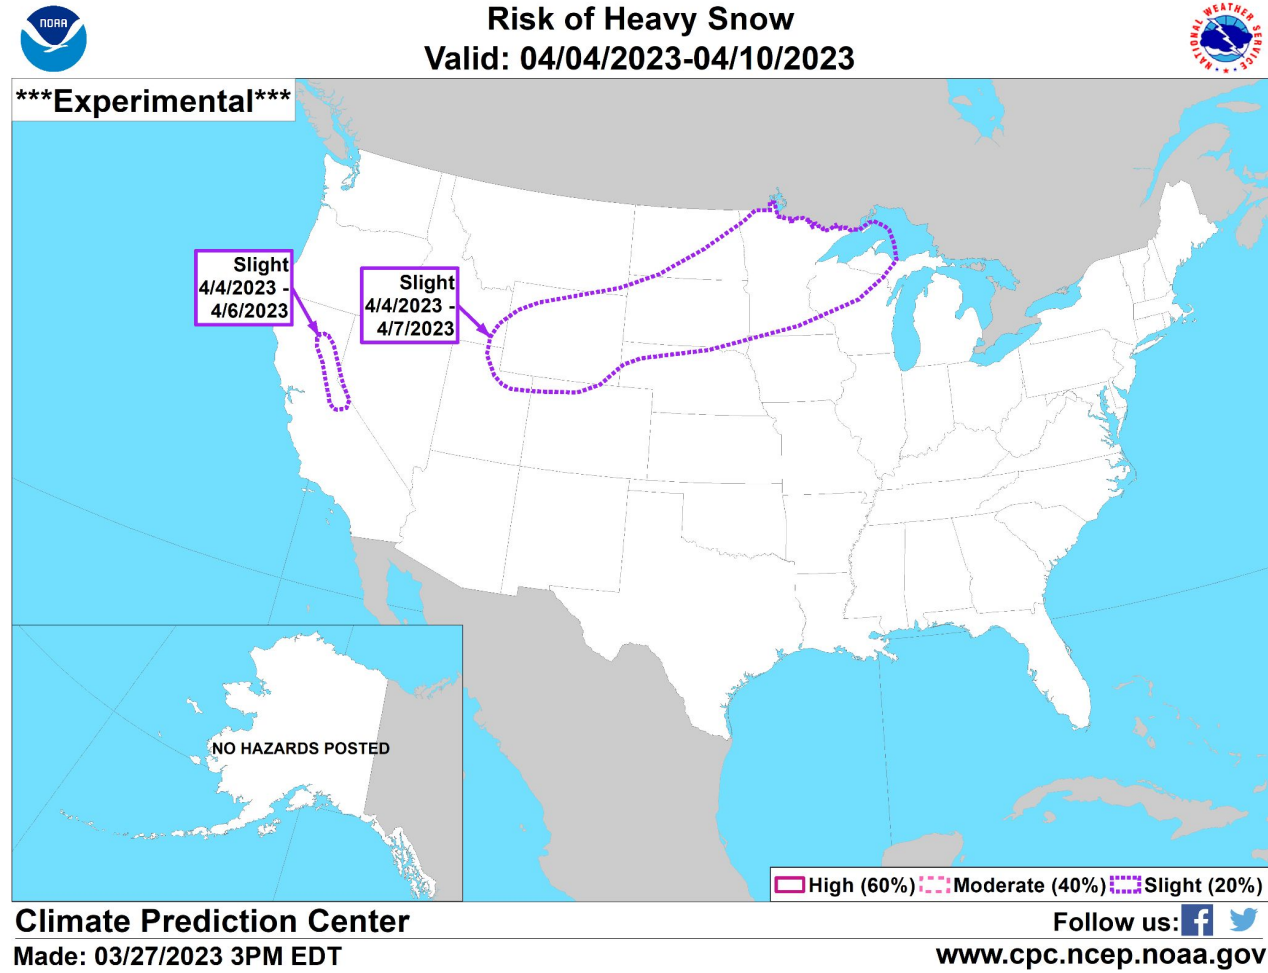 NOAA
Risk of Heavy Snow
Valid: 04/04/2023-04/10/2023
NATIONAL WEATHER SERVICE
***Experimental***
Slight
4/4/2023 -
4/6/2023
Slight
4/4/2023 -
4/7/2023
NO HAZARDS POSTED
High (60%) Moderate (40%) Slight (20%)
Climate Prediction Center
Follow us:
Made: 03/27/2023 3PM EDT
www.cpc.ncep.noaa.gov